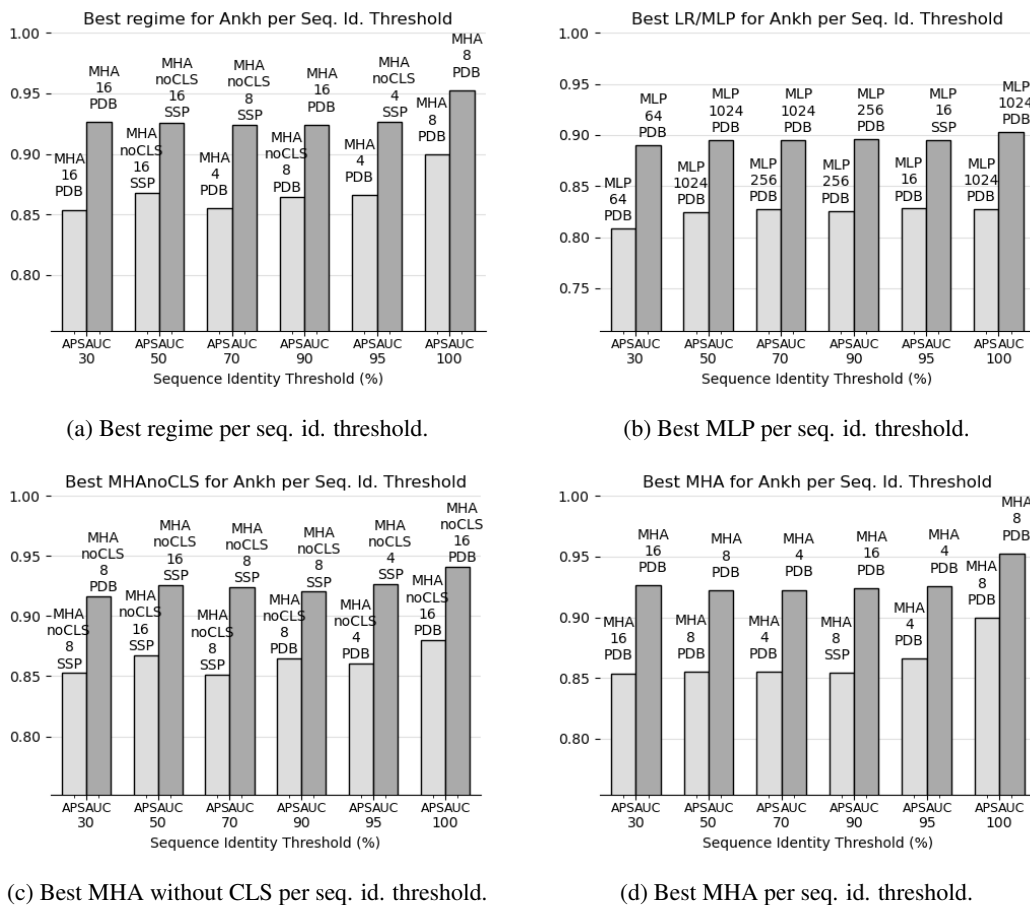 Best regime for Ankh per Seq. Id. Threshold
1.00
0.95
0.90
0.85
0.80
MHA
16
PDB
MHA
16
PDB
MHA
noCLS
16
SSP
MHA
noCLS
16
SSP
MHA
4
PDB
MHA
noCLS
8
SSP
MHA
noCLS
8
PDB
MHA
16
PDB
MHA
4
PDB
MHA
noCLS
4
SSP
MHA
8
PDB
MHA
8
PDB
APSAUC APSAUC APSAUC APSAUC APSAUC APSAUC
30 50 70 90 95 100
Sequence Identity Threshold (%)
(a) Best regime per seq. id. threshold.
Best LR/MLP for Ankh per Seq. Id. Threshold
1.00
0.95
0.90
0.85
0.80
0.75
MLP
64
PDB
MLP
64
PDB
MLP
1024
PDB
MLP
1024
PDB
MLP
256
PDB
MLP
1024
PDB
MLP
256
PDB
MLP
256
PDB
MLP
16
PDB
MLP
16
SSP
MLP
1024
PDB
MLP
1024
PDB
APSAUC APSAUC APSAUC APSAUC APSAUC APSAUC
30 50 70 90 95 100
Sequence Identity Threshold (%)
(b) Best MLP per seq. id. threshold.
Best MHAnoCLS for Ankh per Seq. Id. Threshold
1.00
0.95
0.90
0.85
0.80
MHA
noCLS
8
SSP
MHA
noCLS
8
PDB
MHA
noCLS
16
SSP
MHA
noCLS
16
SSP
MHA
noCLS
8
SSP
MHA
noCLS
8
SSP
MHA
noCLS
8
PDB
MHA
noCLS
8
SSP
MHA
noCLS
4
PDB
MHA
noCLS
4
SSP
MHA
noCLS
16
PDB
MHA
noCLS
16
PDB
APSAUC APSAUC APSAUC APSAUC APSAUC APSAUC
30 50 70 90 95 100
Sequence Identity Threshold (%)
(c) Best MHA without CLS per seq. id. threshold.
Best MHA for Ankh per Seq. Id. Threshold
1.00
0.95
0.90
0.85
0.80
MHA
16
PDB
MHA
16
PDB
MHA
8
PDB
MHA
8
PDB
MHA
4
PDB
MHA
4
PDB
MHA
8
SSP
MHA
16
PDB
MHA
4
PDB
MHA
4
PDB
MHA
8
PDB
MHA
8
PDB
APSAUC APSAUC APSAUC APSAUC APSAUC APSAUC
30 50 70 90 95 100
Sequence Identity Threshold (%)
(d) Best MHA per seq. id. threshold.